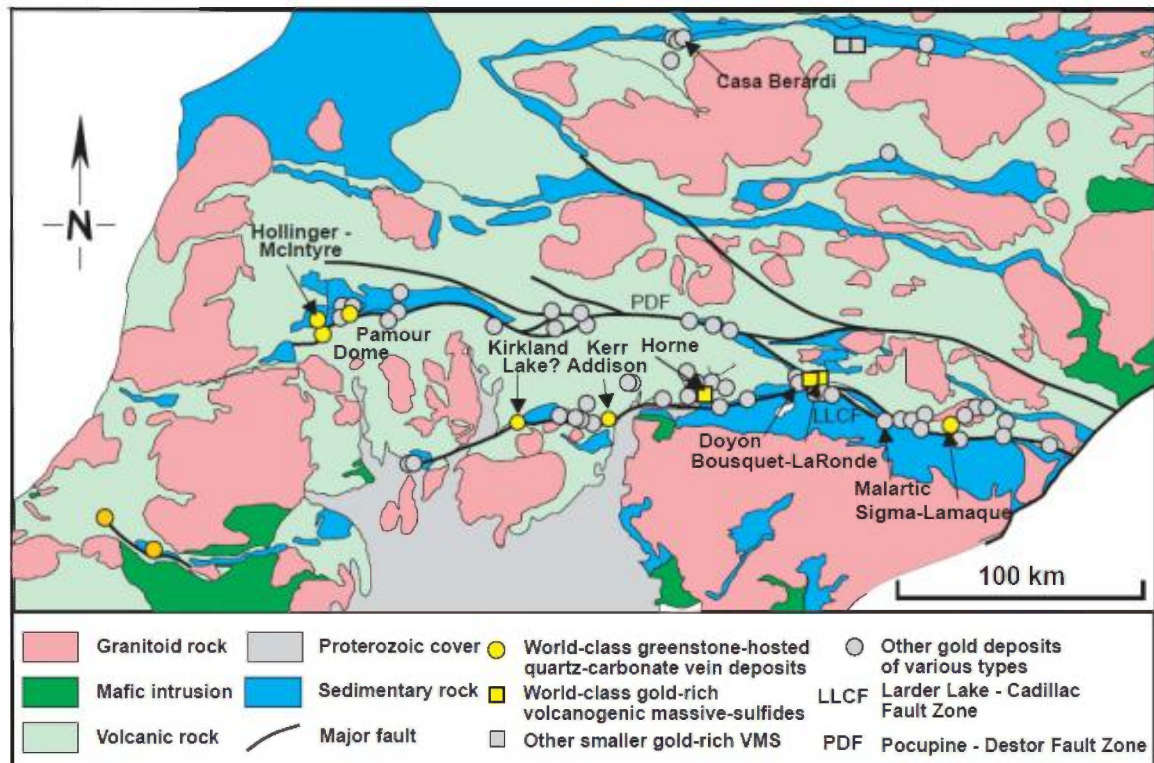 Casa Berardi
N
Hollinger -
McIntyre
PDF
Pamour
Dome
Kirkland
Lake?
Kerr
Addison
Horne
LLCF
Doyon
Bousquet-LaRonde
Malartic
Sigma-Lamaque
100 km
Granitoid rock
Mafic intrusion
Volcanic rock
Proterozoic cover
Sedimentary rock
Major fault
World-class greenstone-hosted
quartz-carbonate vein deposits
World-class gold-rich
volcanogenic massive-sulfides
Other smaller gold-rich VMS
Other gold deposits
of various types
LLCF Larder Lake - Cadillac
Fault Zone
PDF Pocupine - Destor Fault Zone